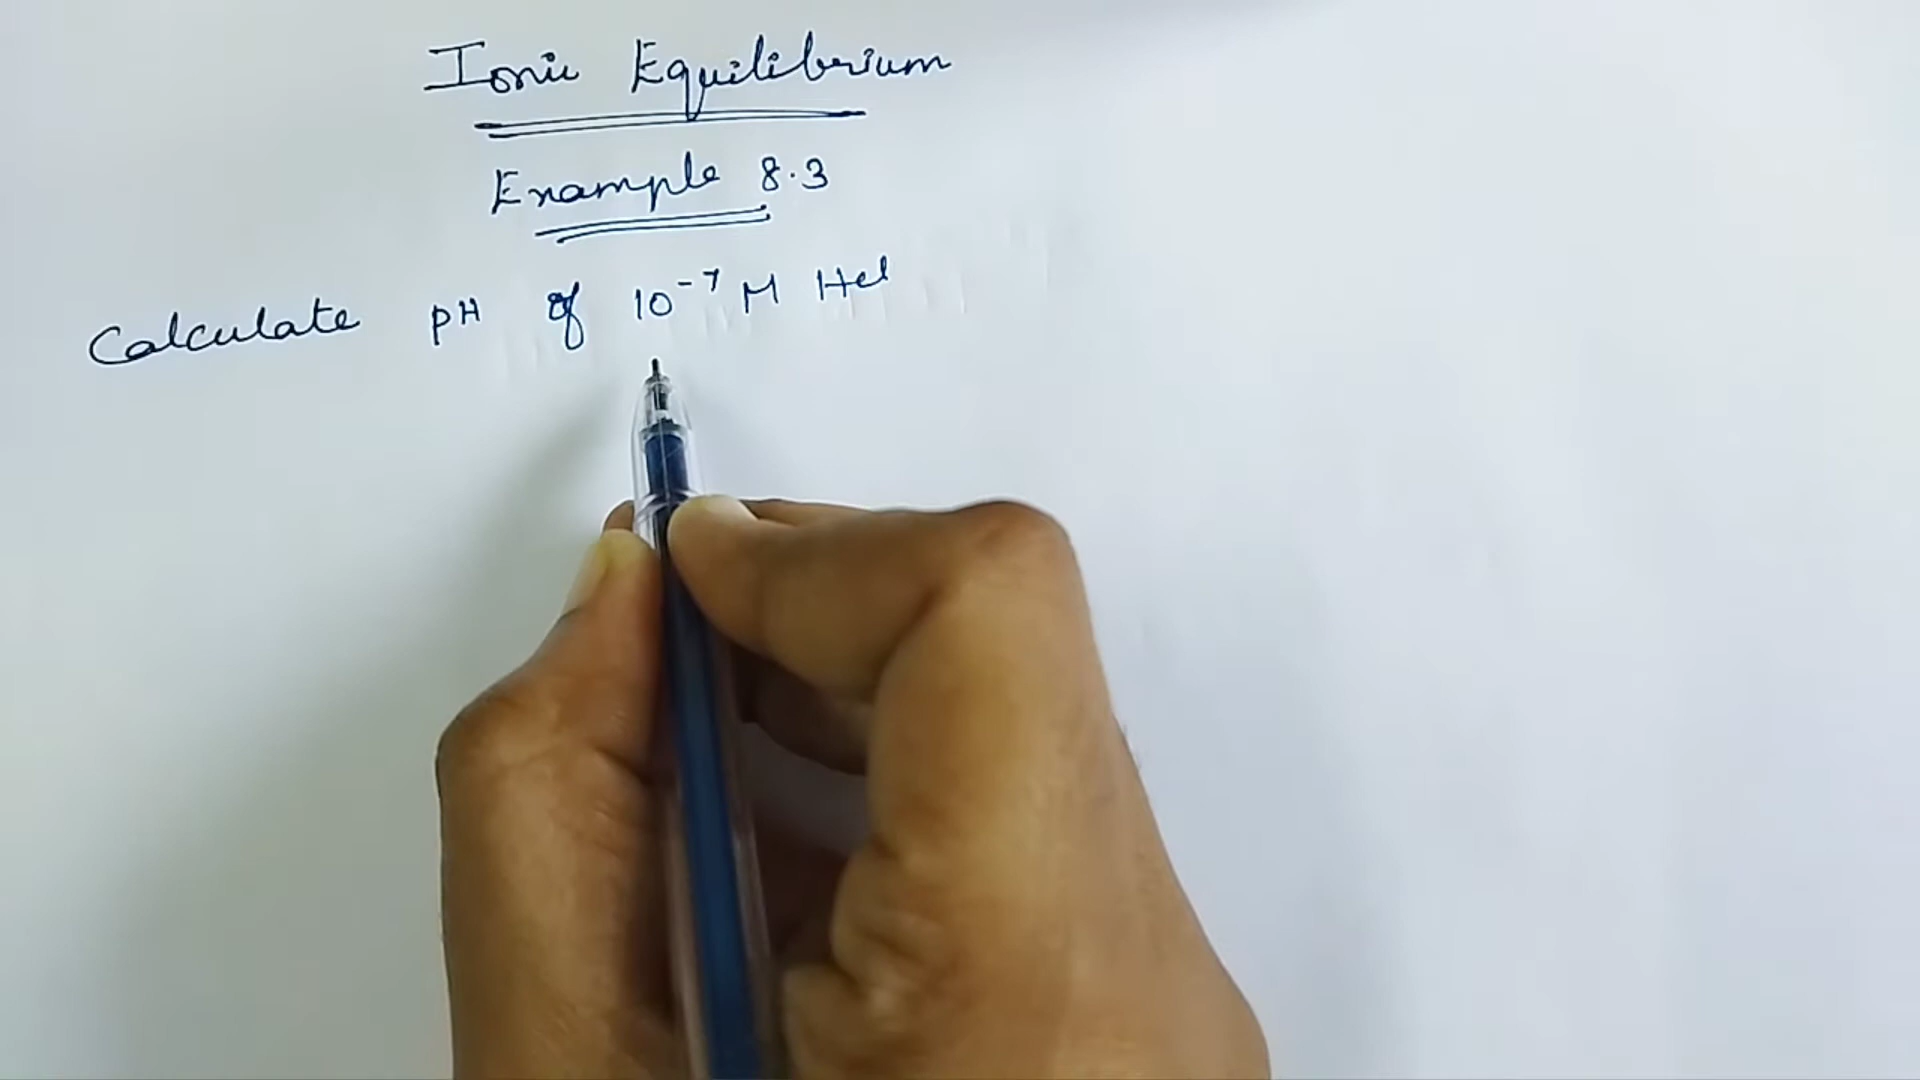 Ionic Equilibrium
Example 8.3
Calculate pH of 10⁻⁷ M Hcl